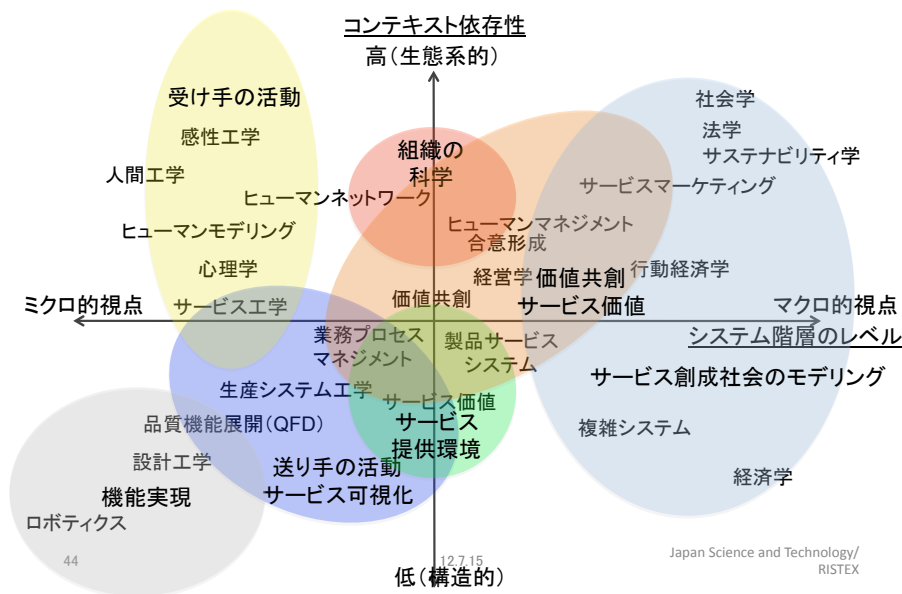 コンテキスト依存性
高（生態系的）
受け手の活動
感性工学
人間工学
ヒューマンネットワーク
ヒューマンモデリング
心理学
サービス工学
組織の
科学
社会学
法学
サステナビリティ学
サービスマーケティング
ヒューマンマネジメント
合意形成
経営学
価値共創
サービス価値
行動経済学
価値共創
ミクロ的視点
マクロ的視点
システム階層のレベル
業務プロセス
マネジメント
製品サービス
システム
サービス創成社会のモデリング
生産システム工学
サービス価値
品質機能展開（QFD）
サービス
提供環境
複雑システム
設計工学
送り手の活動
サービス可視化
経済学
機能実現
ロボティクス
44
12.7.15
Japan Science and Technology/
RISTEX
低（構造的）